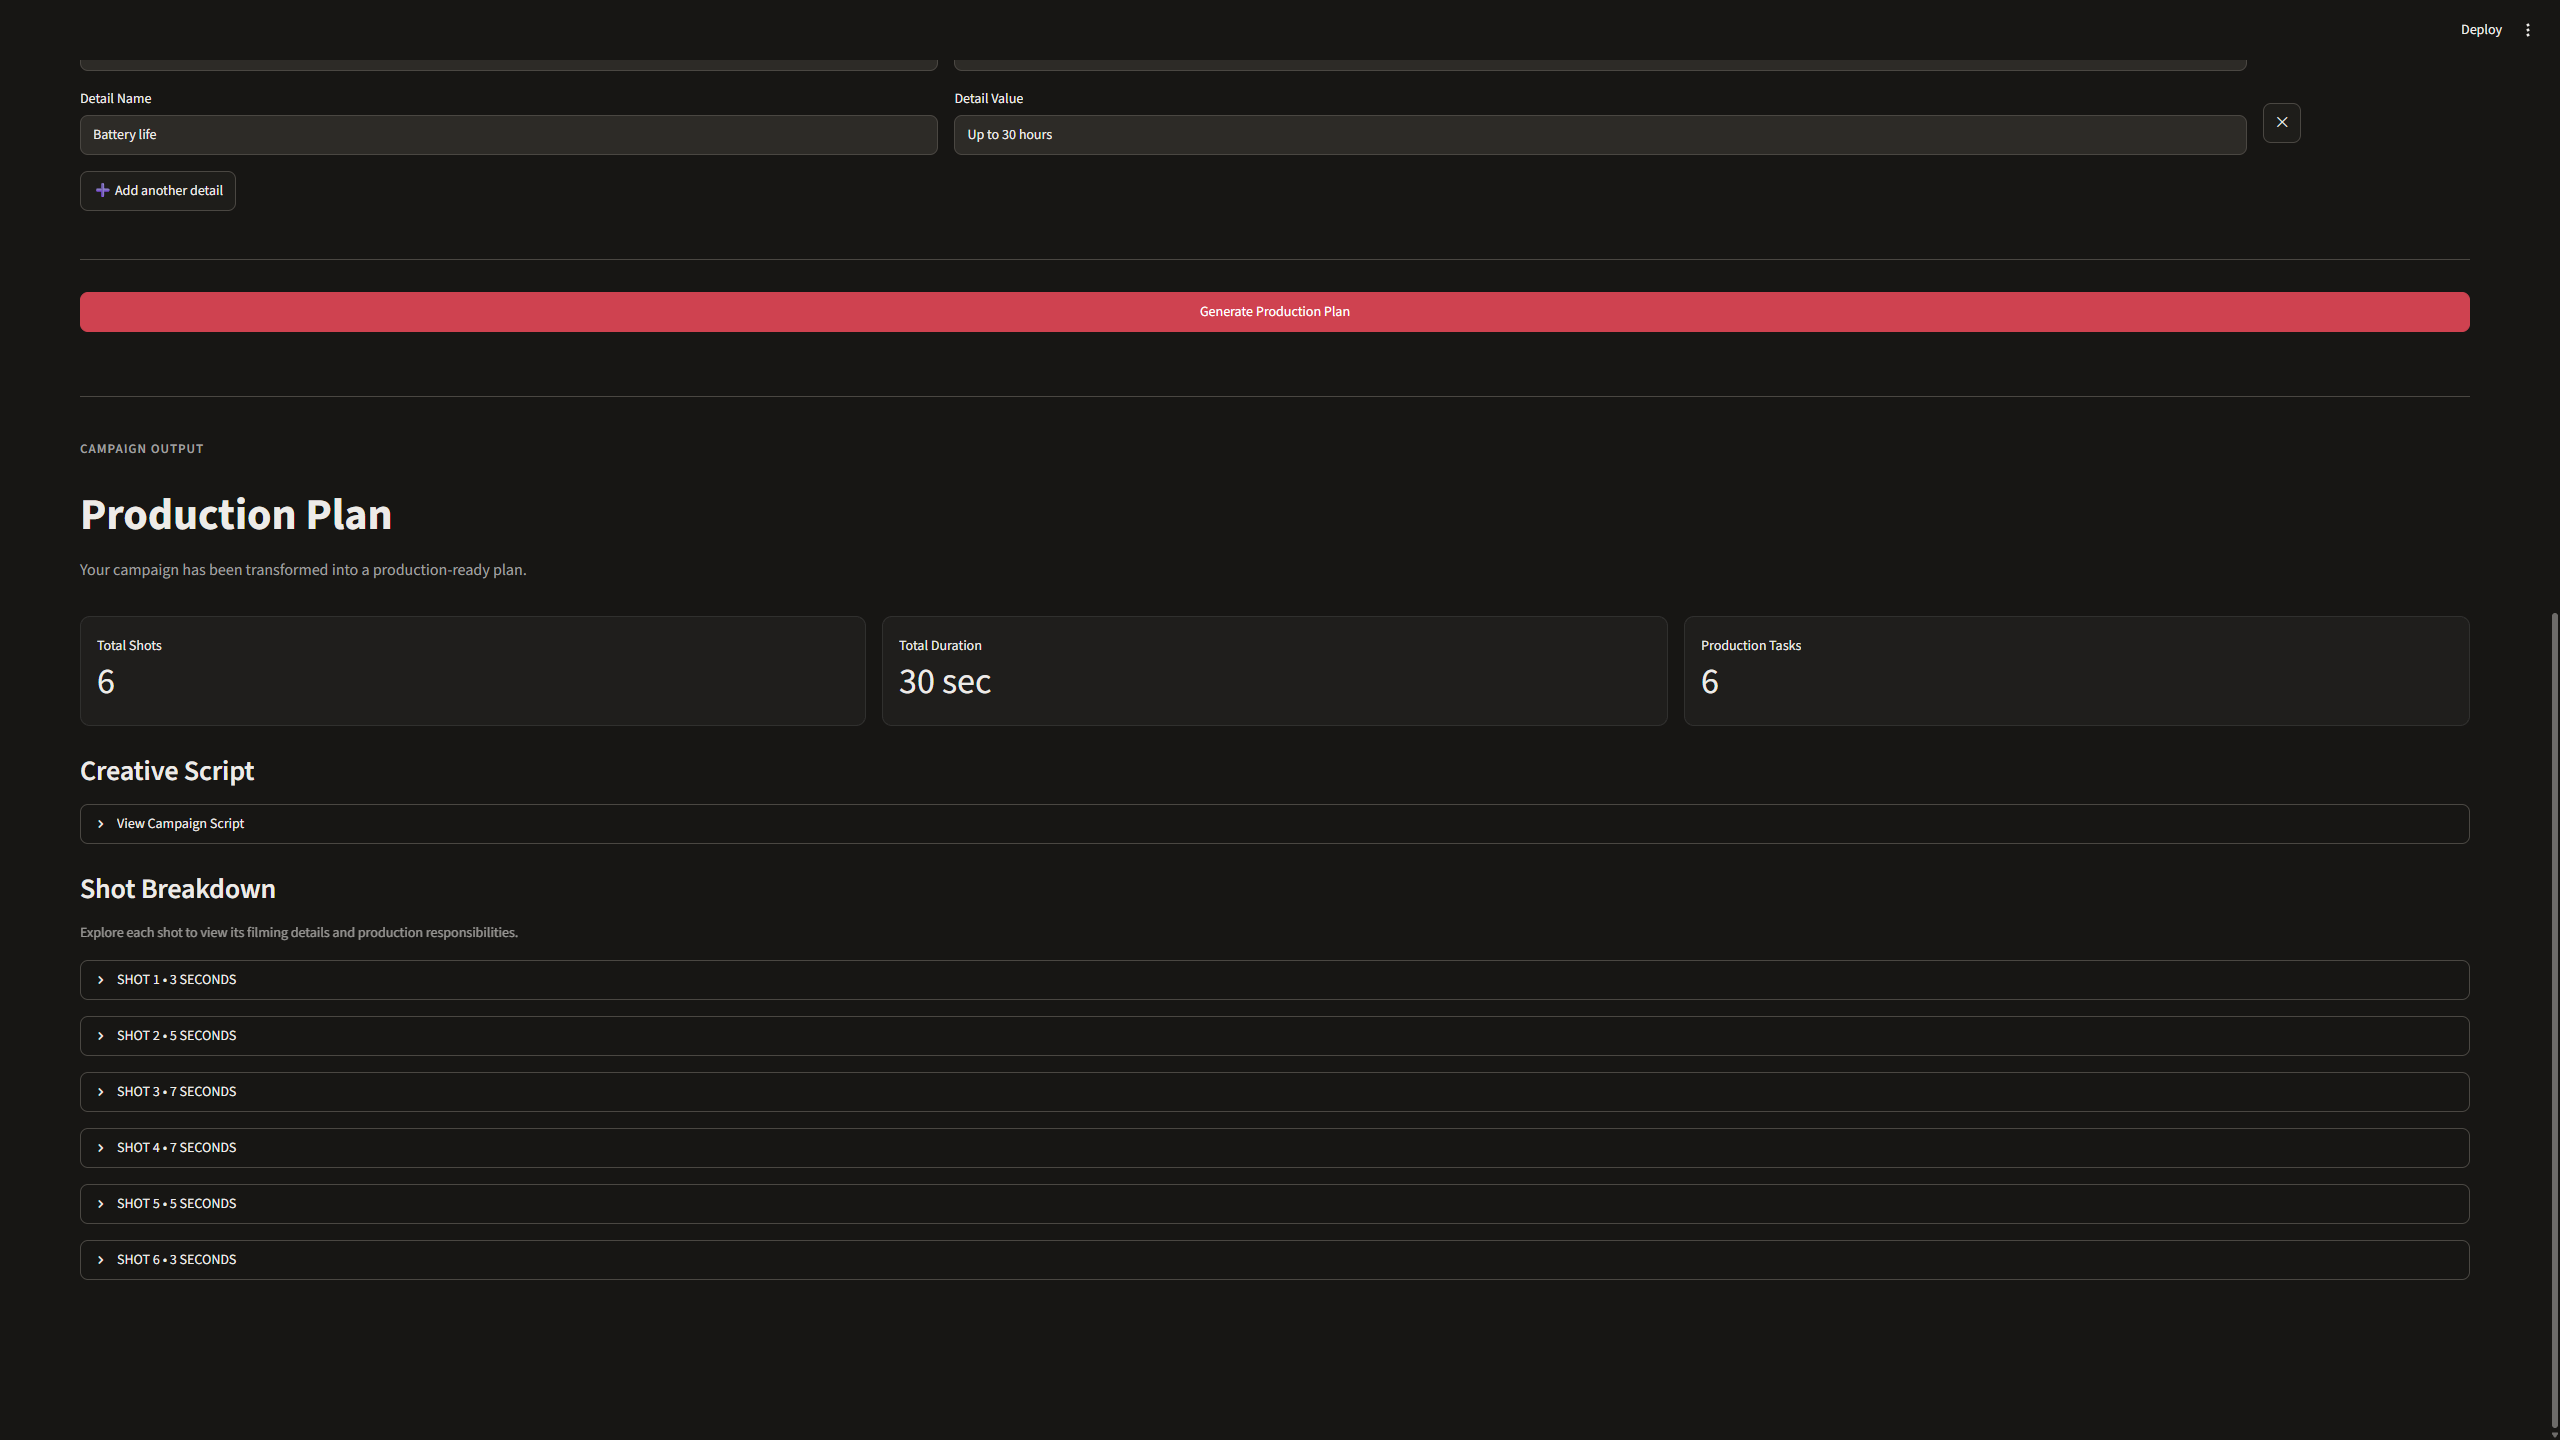 Deploy
Detail Name
Detail Value
Battery life
Up to 30 hours
Add another detail
Generate Production Plan
CAMPAIGN OUTPUT
Production Plan
Your campaign has been transformed into a production-ready plan.
Total Shots
6
Total Duration
30 sec
Production Tasks
6
Creative Script
View Campaign Script
Shot Breakdown
Explore each shot to view its filming details and production responsibilities.
SHOT 1 • 3 SECONDS
SHOT 2 • 5 SECONDS
SHOT 3 • 7 SECONDS
SHOT 4 • 7 SECONDS
SHOT 5 • 5 SECONDS
SHOT 6 • 3 SECONDS